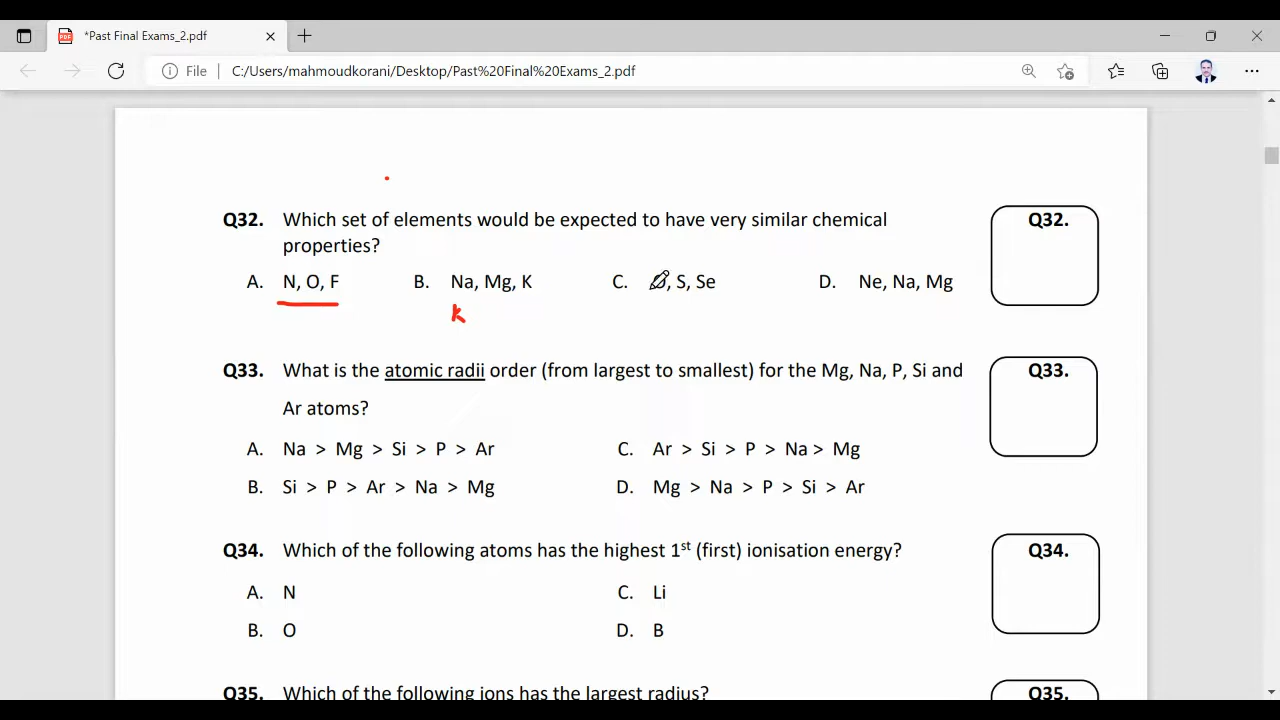 *Past Final Exams_2.pdf
File C:/Users/mahmoudkorani/Desktop/Past%20Final%20Exams_2.pdf
Q32. Which set of elements would be expected to have very similar chemical Q32.
properties?
A. N, O, F B. Na, Mg, K C. , S, Se D. Ne, Na, Mg
K
Q33. What is the atomic radii order (from largest to smallest) for the Mg, Na, P, Si and Q33.
Ar atoms?
A. Na > Mg > Si > P > Ar C. Ar > Si > P > Na > Mg
B. Si > P > Ar > Na > Mg D. Mg > Na > P > Si > Ar
Q34. Which of the following atoms has the highest 1st (first) ionisation energy? Q34.
A. N C. Li
B. O D. B
Q35. Which of the following ions has the largest radius? Q35.